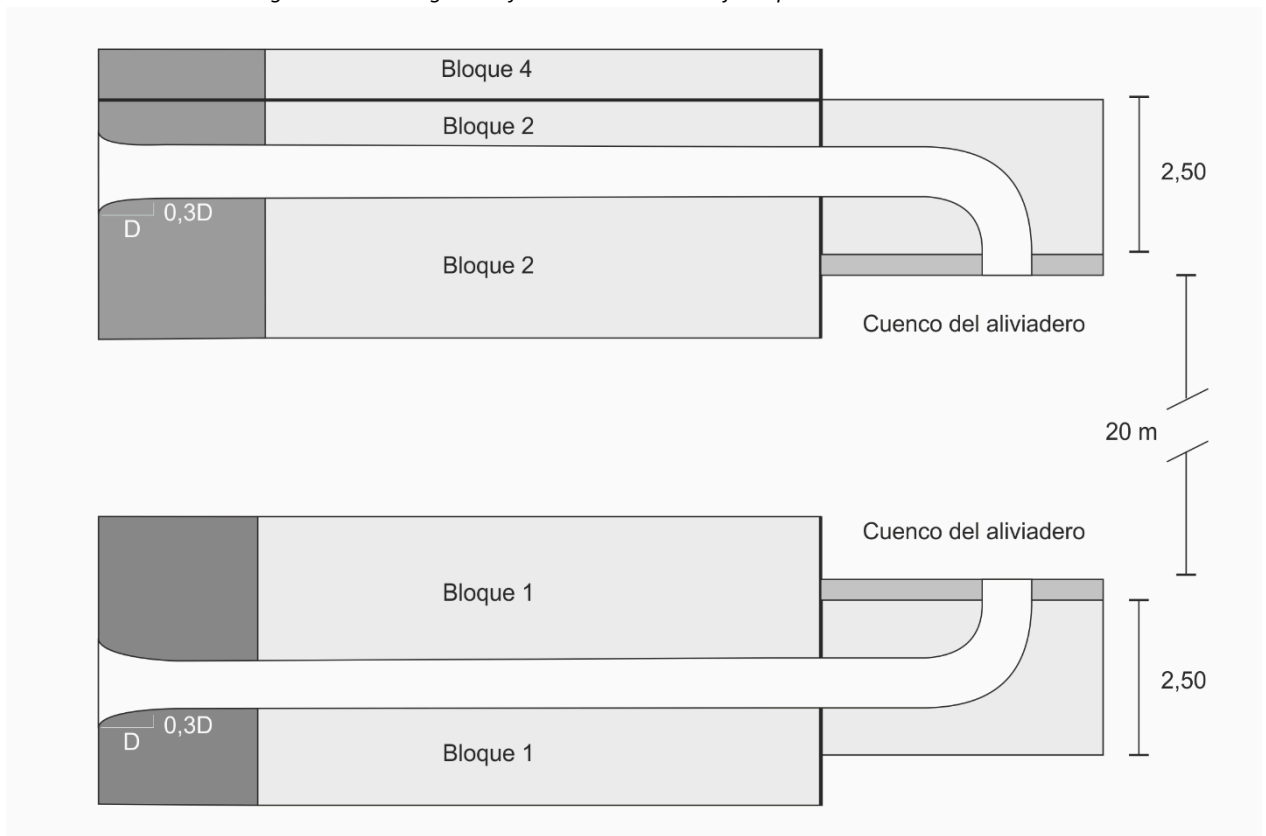 Bloque 4
Bloque 2
2,50
0,3D
D
Bloque 2
Cuenco del aliviadero
20 m
Cuenco del aliviadero
Bloque 1
2,50
0,3D
D
Bloque 1